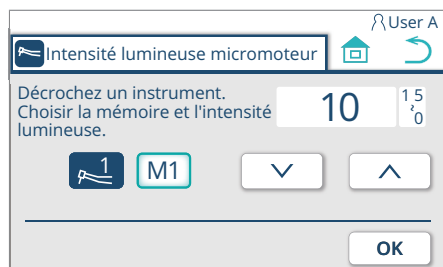 User A
Intensité lumineuse micromoteur
Décrochez un instrument.
Choisir la mémoire et l'intensité
lumineuse.
10
15
~
0
1
M1
OK